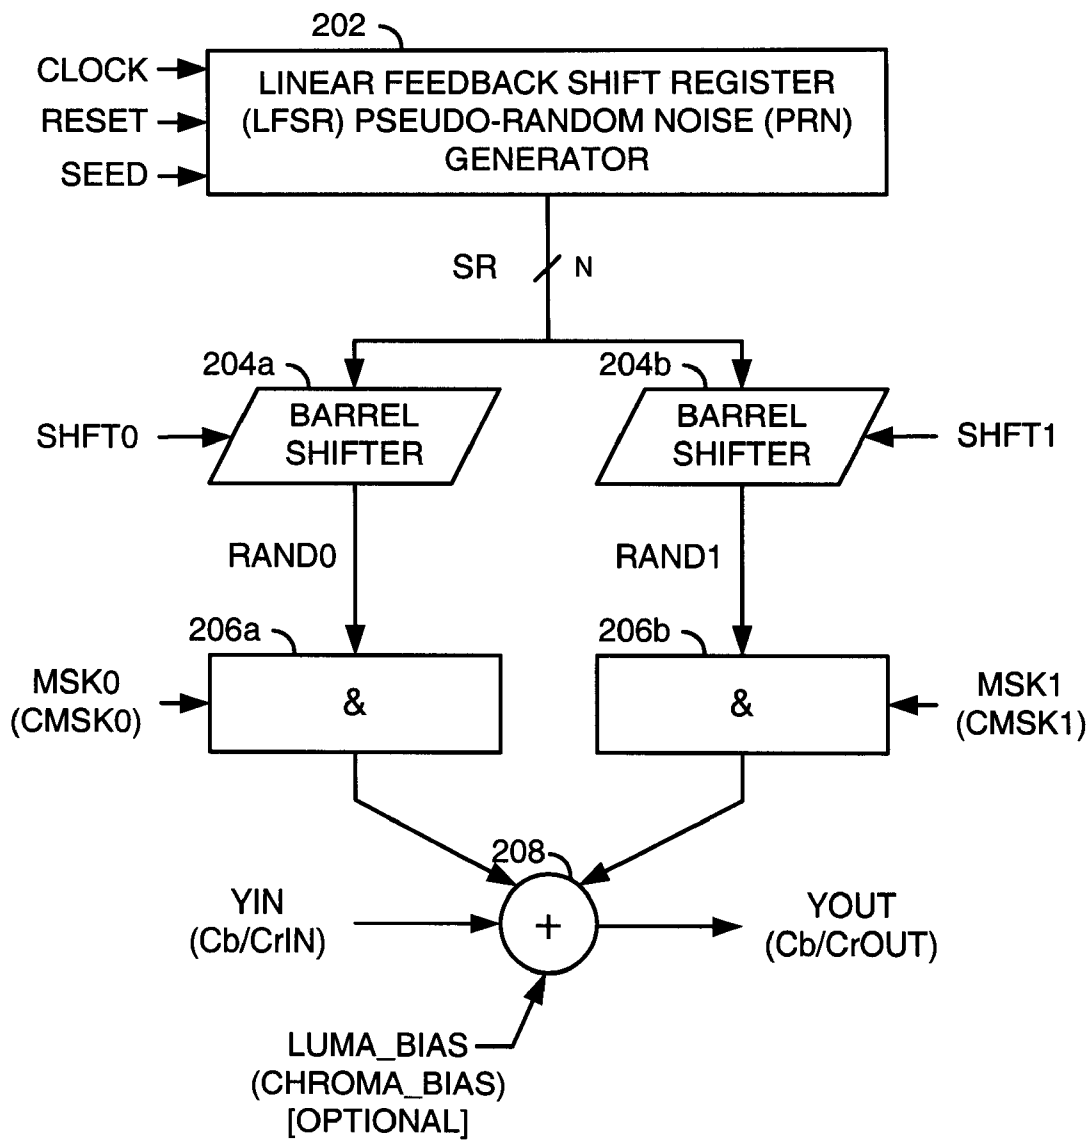 202
CLOCK
RESET
SEED
LINEAR FEEDBACK SHIFT REGISTER
(LFSR) PSEUDO-RANDOM NOISE (PRN)
GENERATOR
SR
N
204a
204b
SHFT0
BARREL
SHIFTER
BARREL
SHIFTER
SHFT1
RAND0
RAND1
206a
206b
MSK0
(CMSK0)
&
&
MSK1
(CMSK1)
208
YIN
(Cb/CrIN)
+
YOUT
(Cb/CrOUT)
LUMA_BIAS
(CHROMA_BIAS)
[OPTIONAL]